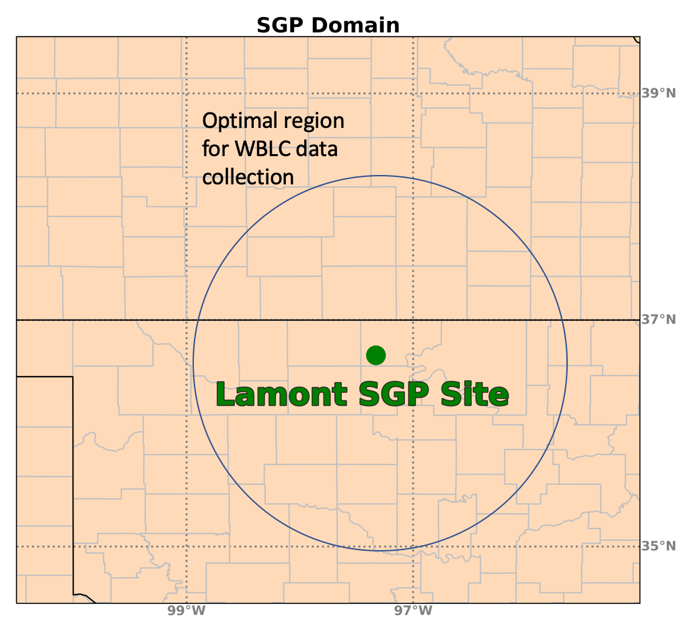 SGP Domain
39°N
Optimal region
for WBLC data
collection
37°N
Lamont SGP Site
35°N
99°W
97°W